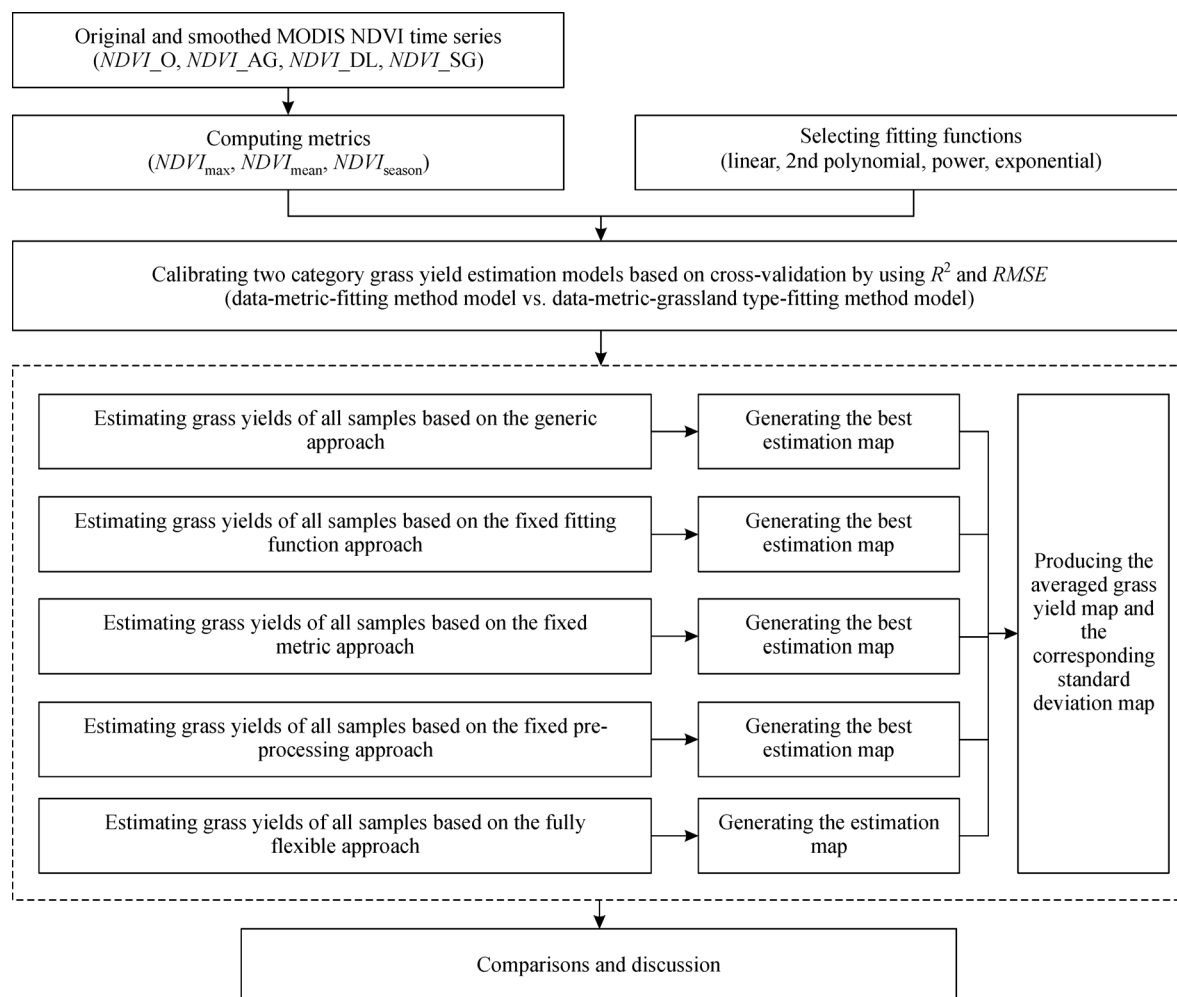 Original and smoothed MODIS NDVI time series
(NDVI_O, NDVI_AG, NDVI_DL, NDVI_SG)
Computing metrics
(NDVImax, NDVImean, NDVIseason)
Selecting fitting functions
(linear, 2nd polynomial, power, exponential)
Calibrating two category grass yield estimation models based on cross-validation by using R2 and RMSE
(data-metric-fitting method model vs. data-metric-grassland type-fitting method model)
Estimating grass yields of all samples based on the generic
approach
Generating the best
estimation map
Estimating grass yields of all samples based on the fixed fitting
function approach
Generating the best
estimation map
Estimating grass yields of all samples based on the fixed
metric approach
Generating the best
estimation map
Estimating grass yields of all samples based on the fixed pre-
processing approach
Generating the best
estimation map
Estimating grass yields of all samples based on the fully
flexible approach
Generating the estimation
map
Producing the
averaged grass
yield map and
the
corresponding
standard
deviation map
Comparisons and discussion